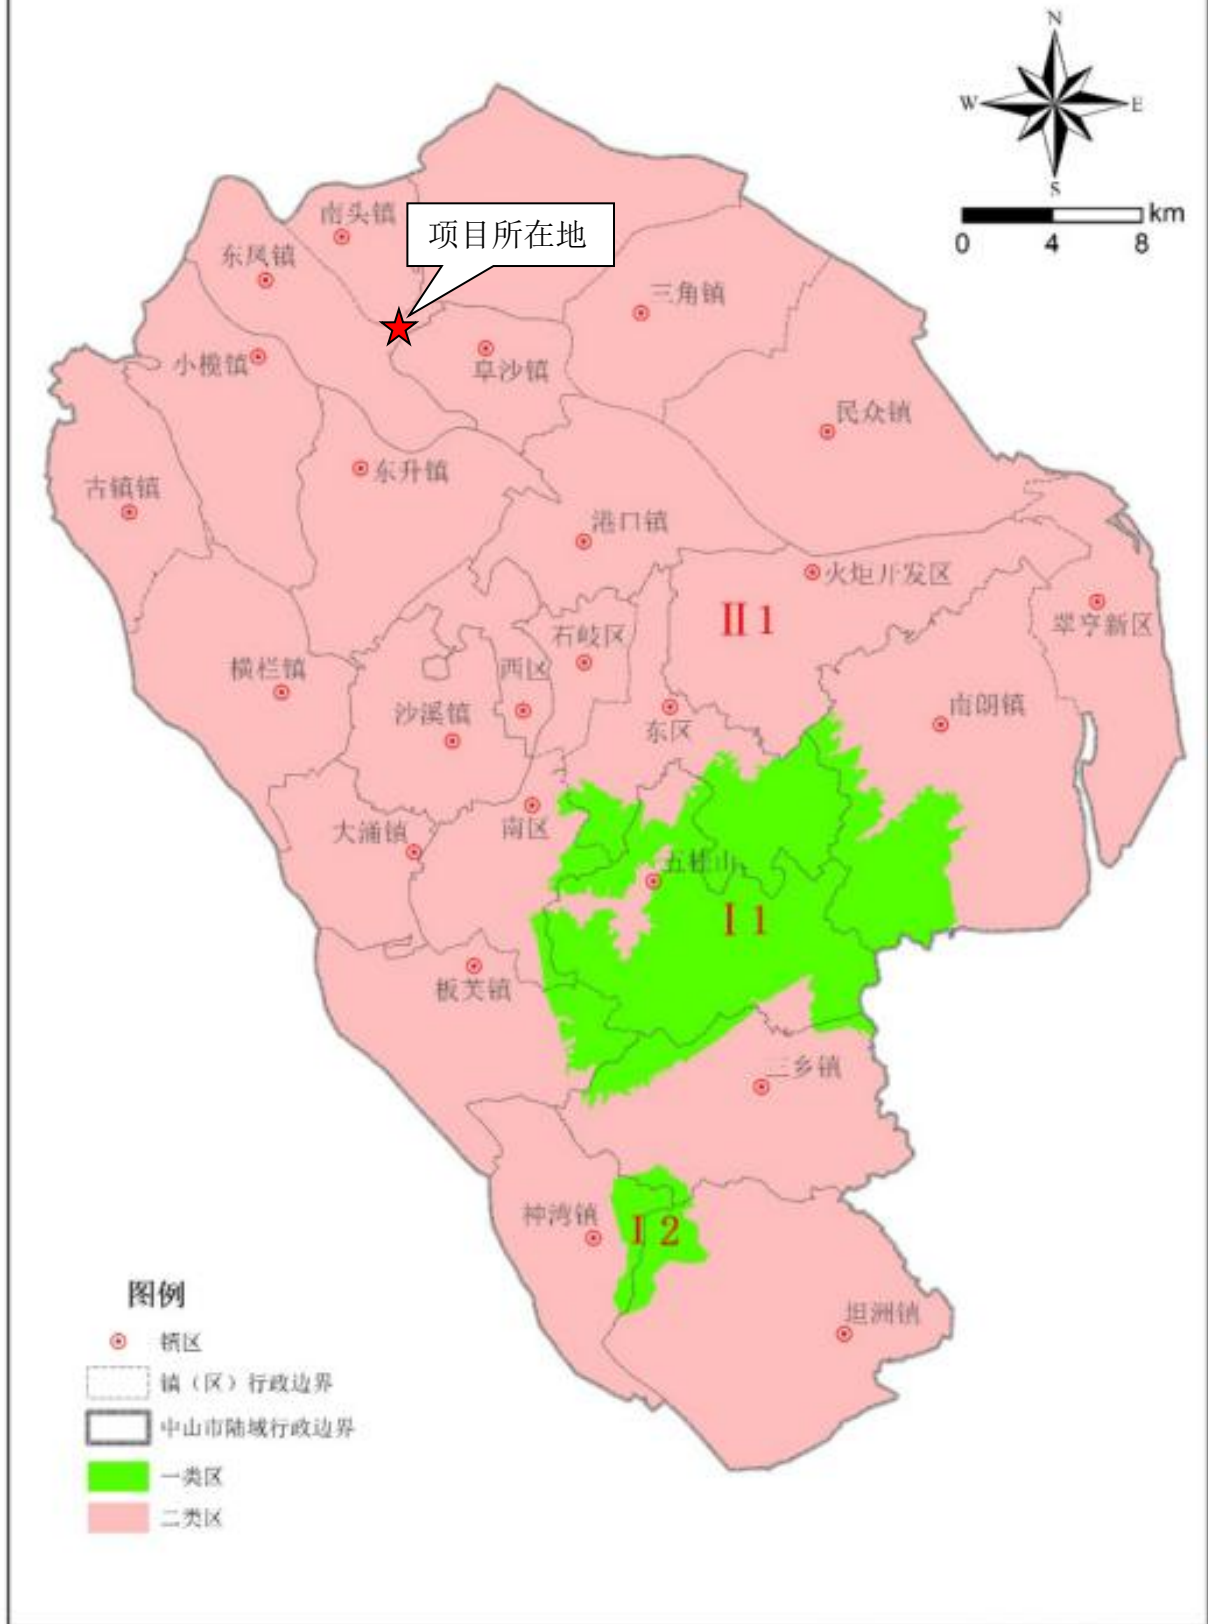 N
W
E
S
km
0
4
8
南头镇
项目所在地
东凤镇
三角镇
小榄镇
阜沙镇
民众镇
东升镇
古镇镇
港口镇
火炬开发区
II 1
翠亨新区
石岐区
横栏镇
西区
沙溪镇
南朗镇
东区
南区
大涌镇
五桂山
I 1
板芙镇
三乡镇
神湾镇
I 2
坦洲镇
图例
镇区
镇（区）行政边界
中山市陆域行政边界
一类区
二类区